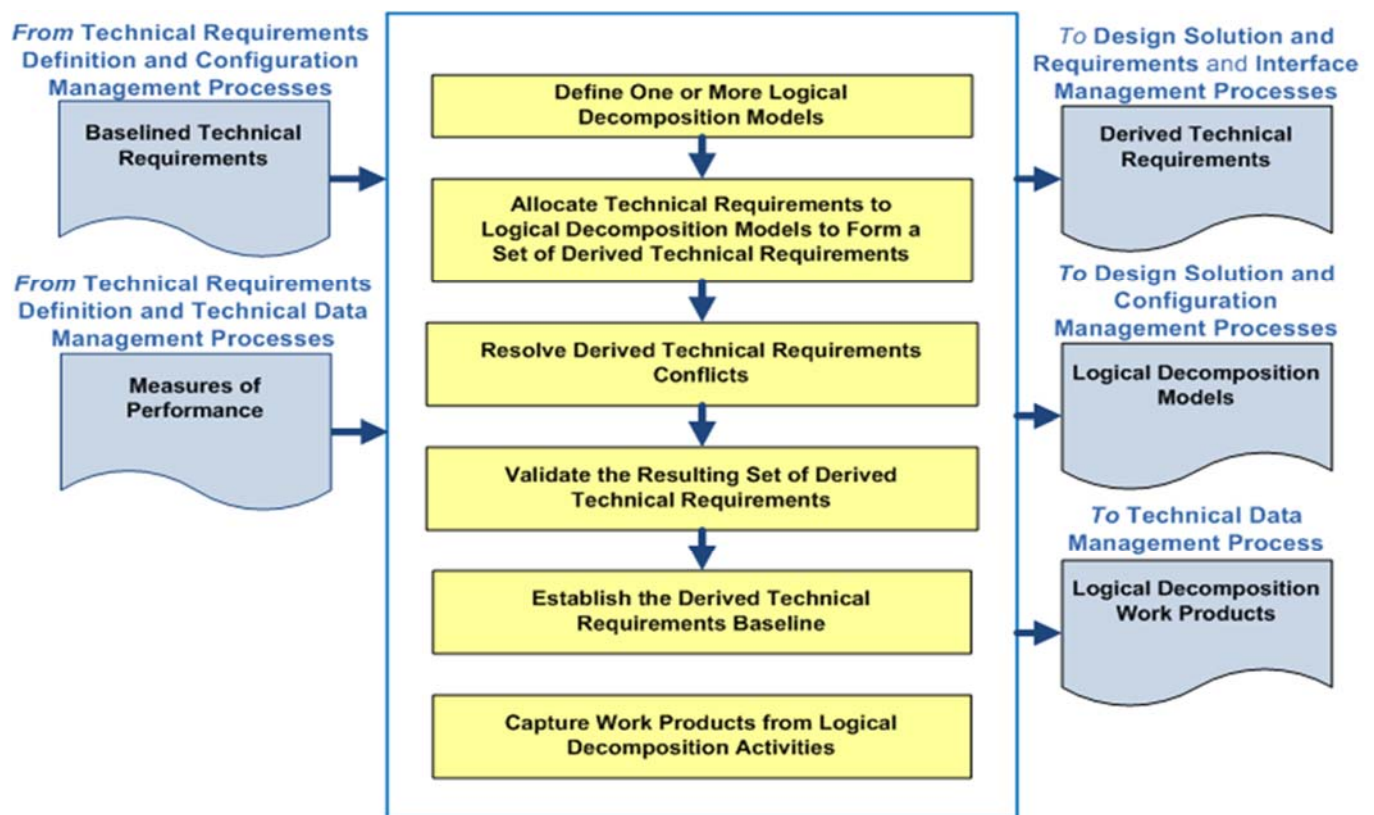 From Technical Requirements
Definition and Configuration
Management Processes
Baselined Technical
Requirements
From Technical Requirements
Definition and Technical Data
Management Processes
Measures of
Performance
Define One or More Logical
Decomposition Models
Allocate Technical Requirements to
Logical Decomposition Models to Form a
Set of Derived Technical Requirements
Resolve Derived Technical Requirements
Conflicts
Validate the Resulting Set of Derived
Technical Requirements
Establish the Derived Technical
Requirements Baseline
Capture Work Products from Logical
Decomposition Activities
To Design Solution and
Requirements and Interface
Management Processes
Derived Technical
Requirements
To Design Solution and
Configuration
Management Processes
Logical Decomposition
Models
To Technical Data
Management Process
Logical Decomposition
Work Products